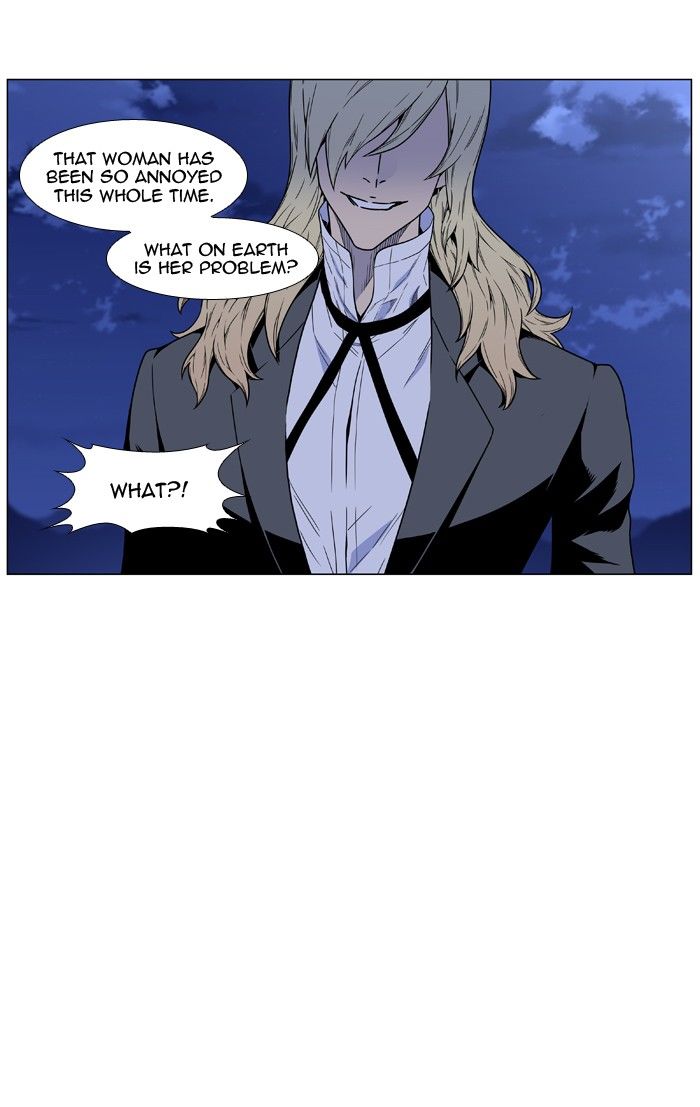 THAT WOMAN HAS
BEEN SO ANNOYED
THIS WHOLE TIME.
WHAT ON EARTH
IS HER PROBLEM?
WHAT?!